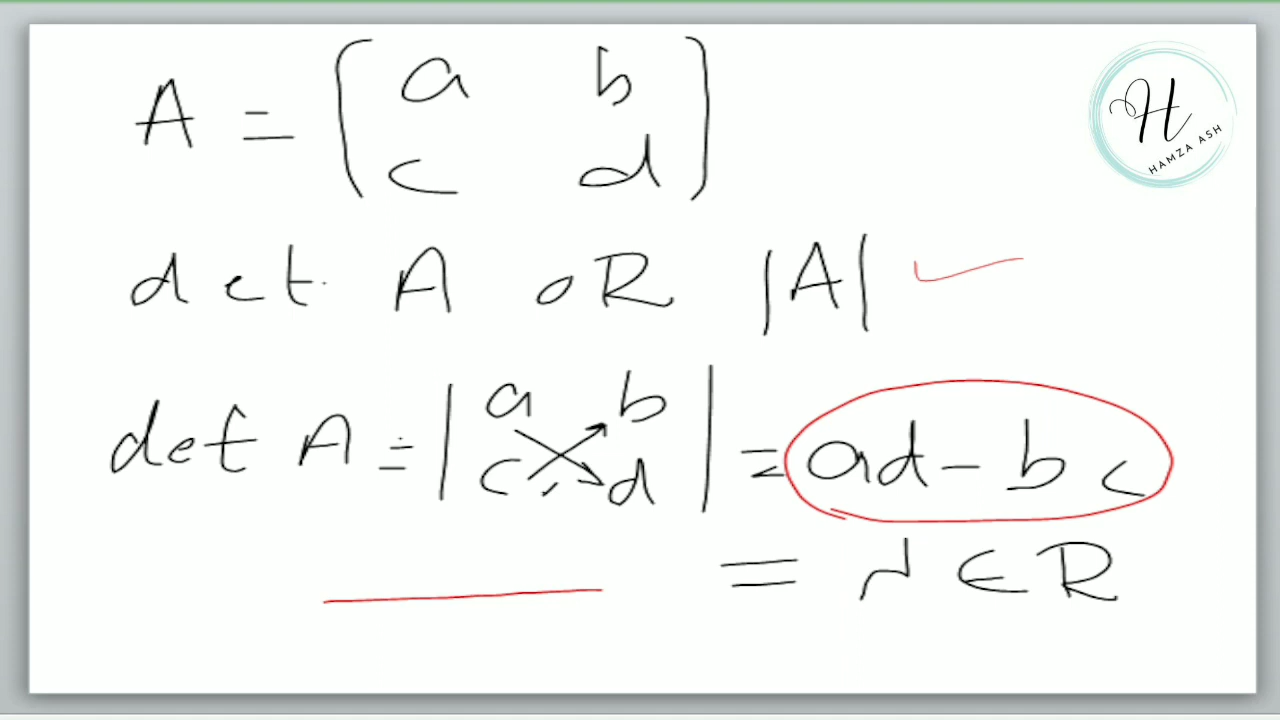 A = ( a b
c d )
det A OR |A|
det A = | a b
c d | = ad - bc
= ∈ R
H
HAMZA ASH